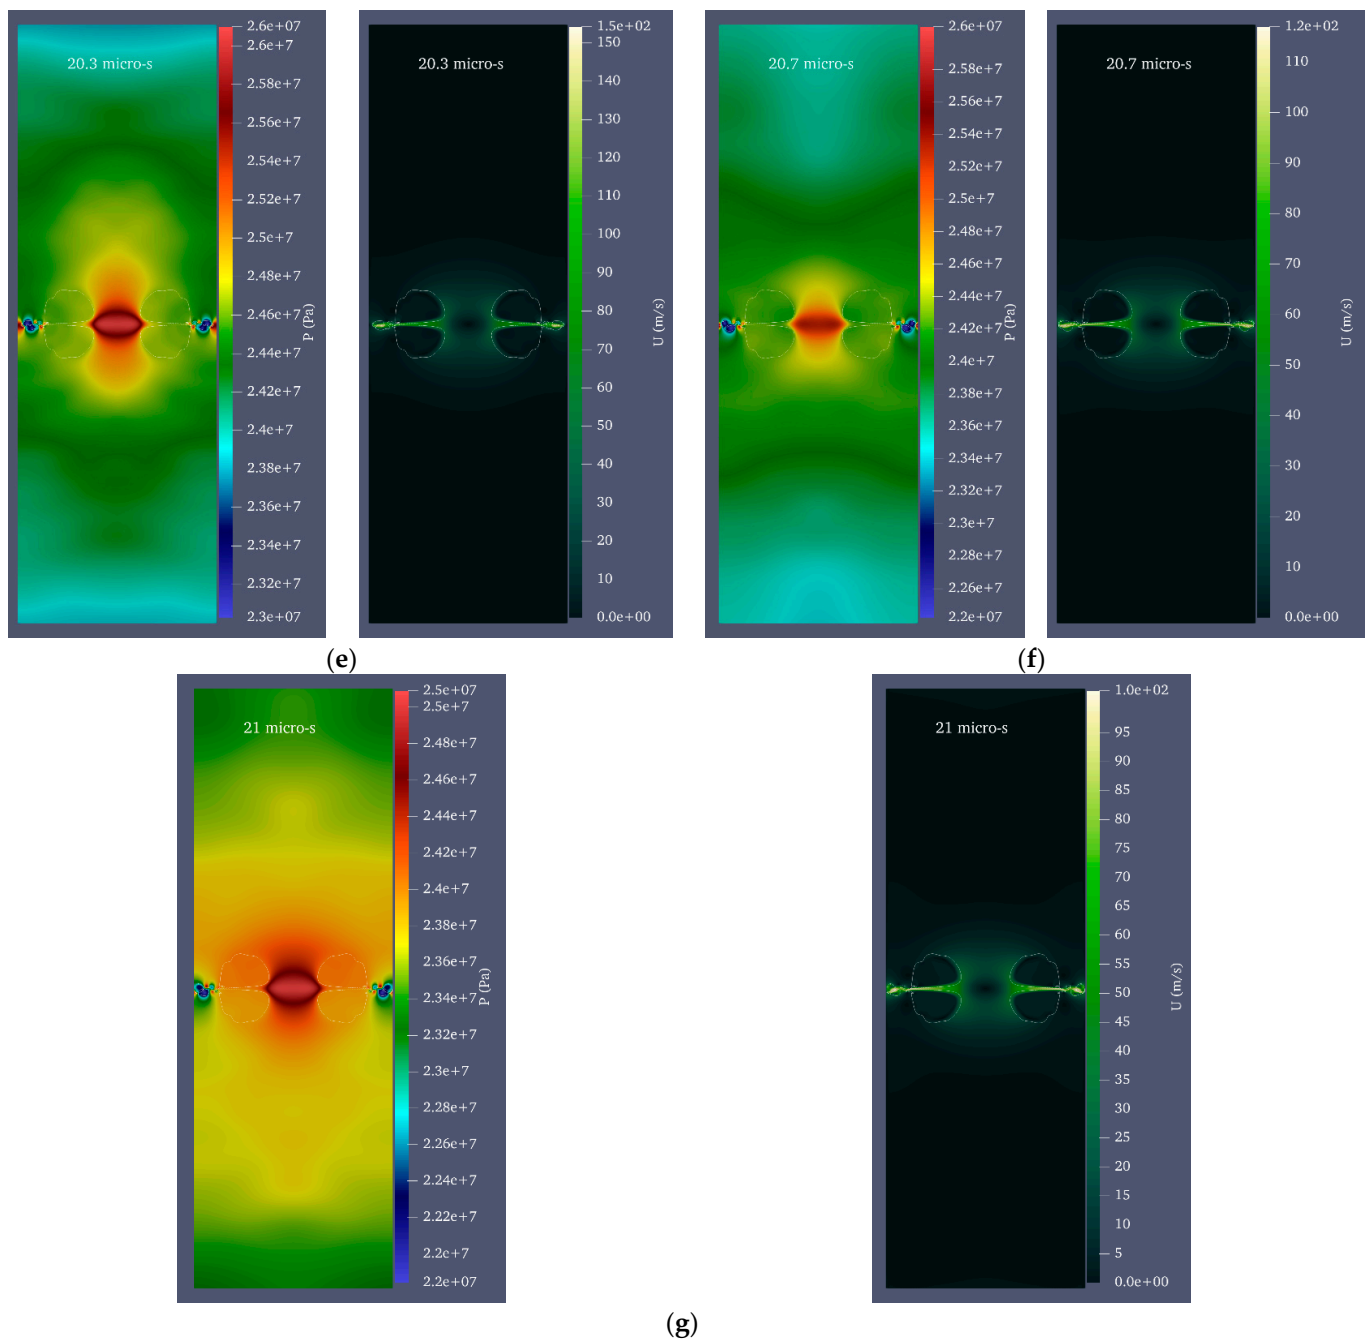 20.3 micro-s
2.6e+07
2.6e+7
2.58e+7
2.56e+7
2.54e+7
2.52e+7
2.5e+7
2.48e+7
2.46e+7
2.44e+7
2.42e+7
2.4e+7
2.38e+7
2.36e+7
2.34e+7
2.32e+7
2.3e+07
P (Pa)
20.3 micro-s
1.5e+02
150
140
130
120
110
100
90
80
70
60
50
40
30
20
10
0.0e+00
U (m/s)
(e)
20.7 micro-s
2.6e+07
2.58e+7
2.56e+7
2.54e+7
2.52e+7
2.5e+7
2.48e+7
2.46e+7
2.44e+7
2.42e+7
2.4e+7
2.38e+7
2.36e+7
2.34e+7
2.32e+7
2.3e+7
2.28e+7
2.26e+7
2.24e+7
2.2e+07
P (Pa)
20.7 micro-s
1.2e+02
110
100
90
80
70
60
50
40
30
20
10
0.0e+00
U (m/s)
(f)
21 micro-s
2.5e+07
2.5e+7
2.48e+7
2.46e+7
2.44e+7
2.42e+7
2.4e+7
2.38e+7
2.36e+7
2.34e+7
2.32e+7
2.3e+7
2.28e+7
2.26e+7
2.24e+7
2.22e+7
2.2e+7
2.2e+07
P (Pa)
21 micro-s
1.0e+02
95
90
85
80
75
70
65
60
55
50
45
40
35
30
25
20
15
10
5
0.0e+00
U (m/s)
(g)